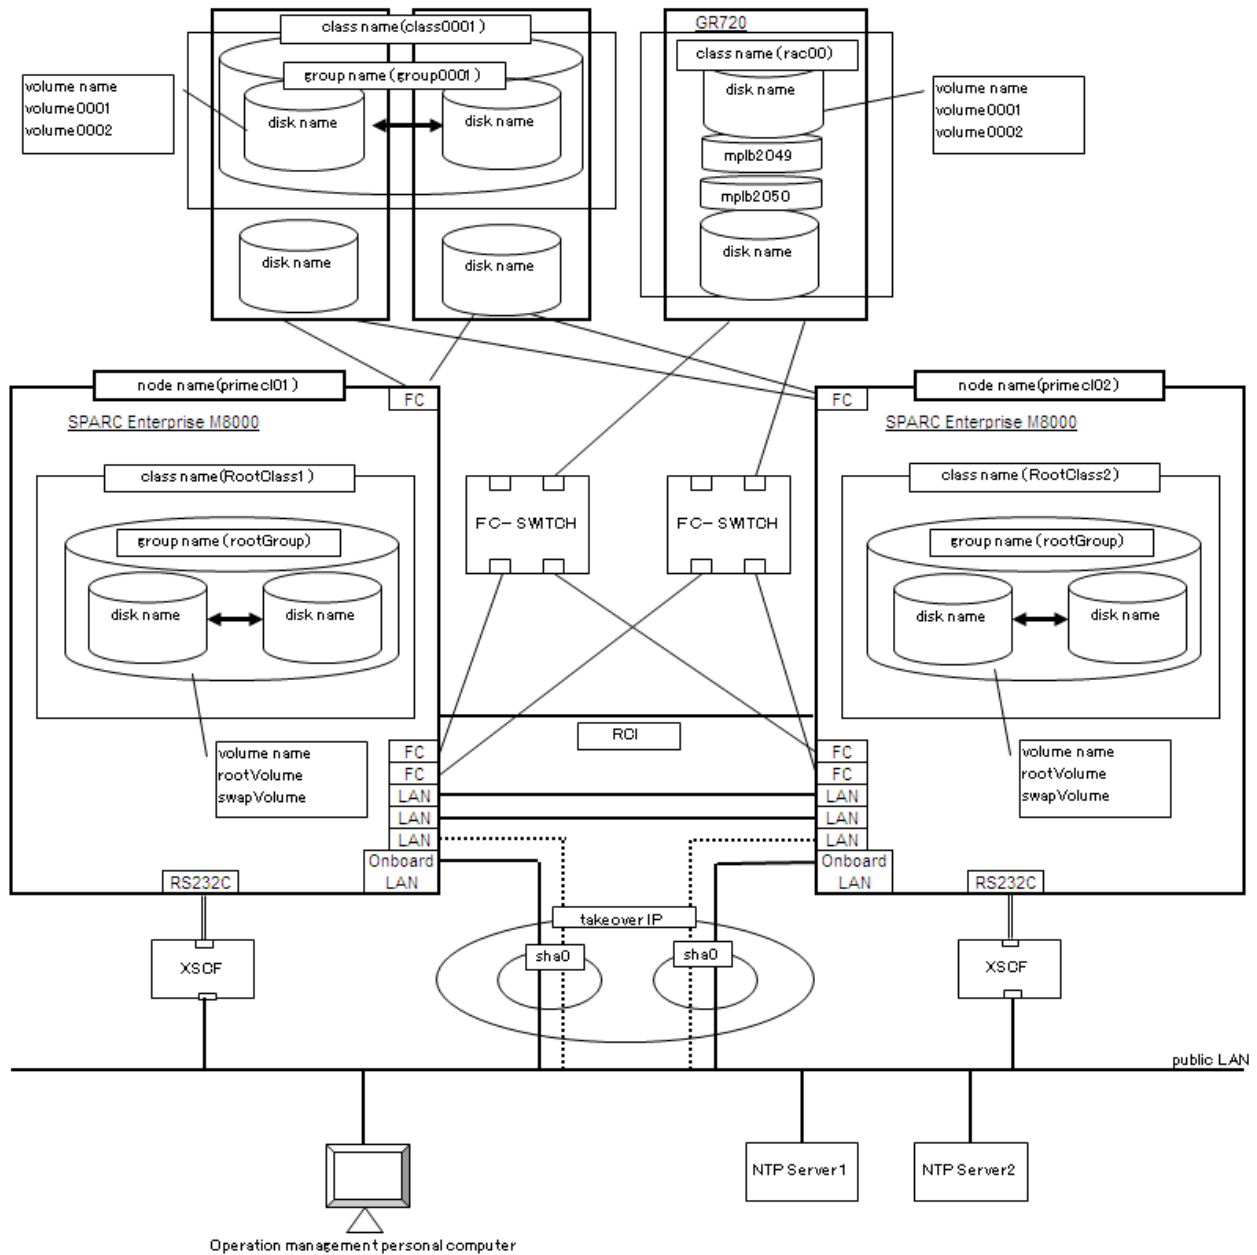 class name(class0001)
GR720
class name(rac00)
group name(group0001)
volume name
volume0001
volume0002
disk name
disk name
disk name
volume name
volume0001
volume0002
mplb2049
mplb2050
disk name
disk name
disk name
node name(primecl01)
FC
SPARC Enterprise M8000
node name(primecl02)
FC
SPARC Enterprise M8000
class name(RootClass1)
class name(RootClass2)
FC-SWITCH
FC-SWITCH
group name(rootGroup)
group name(rootGroup)
disk name
disk name
disk name
disk name
RCI
volume name
rootVolume
swapVolume
FC
FC
LAN
LAN
LAN
Onboard
LAN
FC
FC
LAN
LAN
LAN
Onboard
LAN
volume name
rootVolume
swapVolume
RS232C
RS232C
takeover IP
sha0
sha0
XSCF
XSCF
public LAN
NTP Server1
NTP Server2
Operation management personal computer